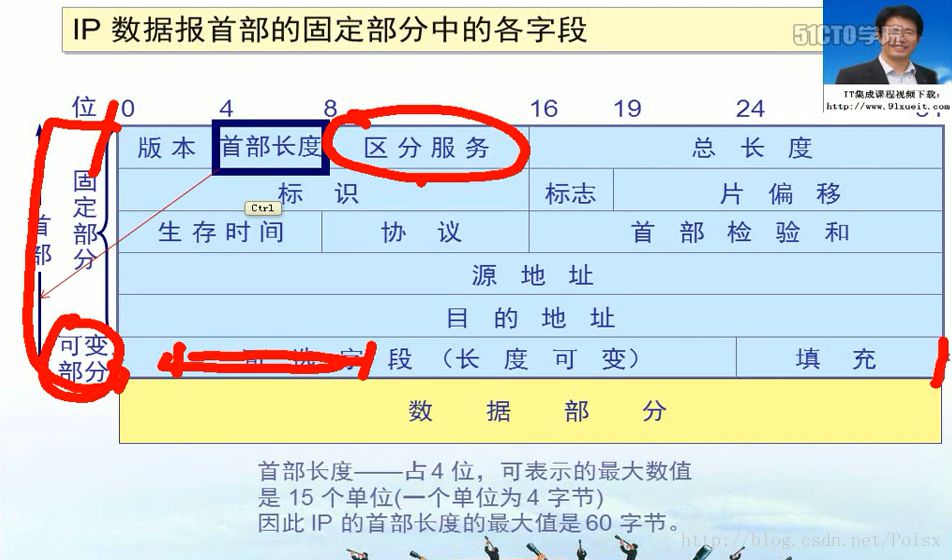 IP 数据报首部的固定部分中的各字段
51CTO学院
IT集成课程视频下载:
http://www.91xueit.com
位 0 4 8 16 19 24
版 本 首部长度 区 分 服 务 总 长 度
标 识 标志 片 偏 移
Ctrl
生 存 时 间 协 议 首 部 检 验 和
源 地 址
目 的 地 址
选 字 段 (长 度 可 变) 填 充
首部
固定部分
可变
部分
数 据 部 分
首部长度——占 4 位，可表示的最大数值
是 15 个单位(一个单位为 4 字节)
因此 IP 的首部长度的最大值是 60 字节。
http://blog.csdn.net/Poisx